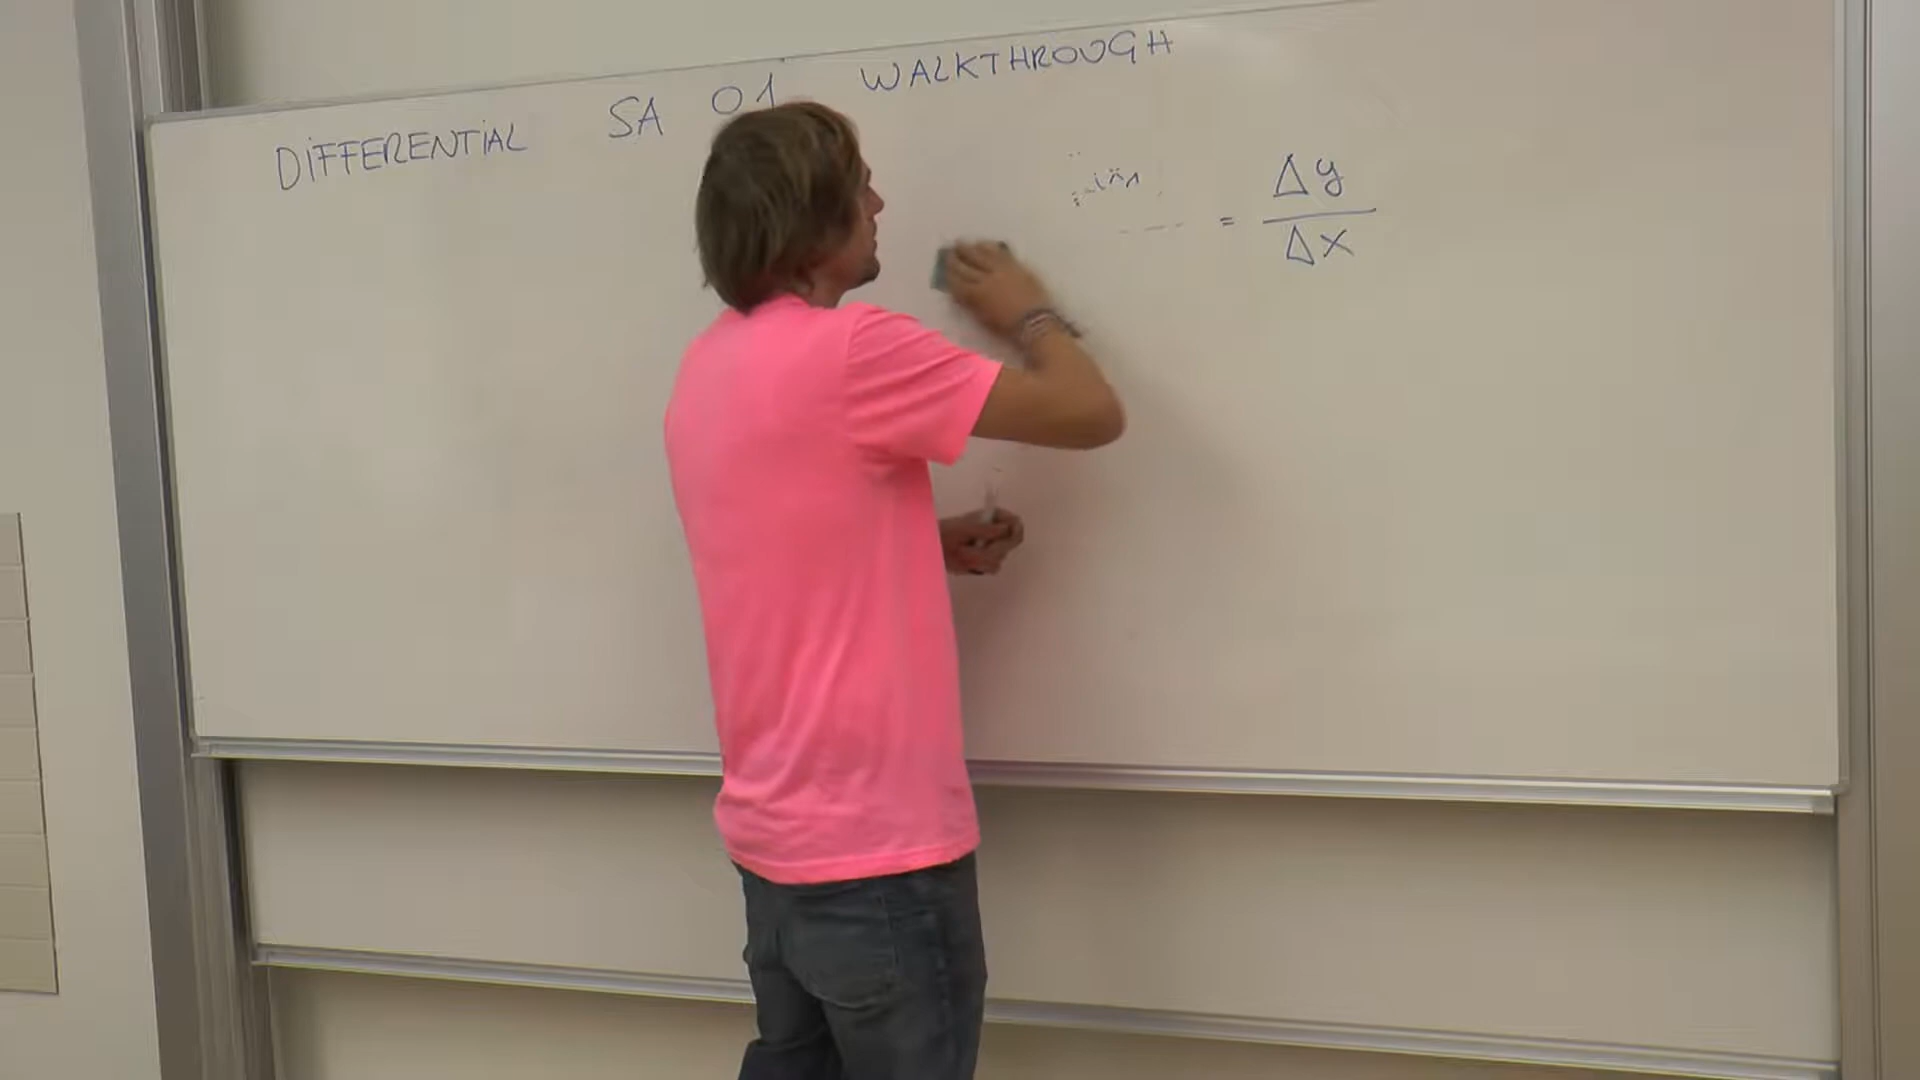 DIFFERENTIAL SA 01 WALKTHROUGH
= Δy
Δx